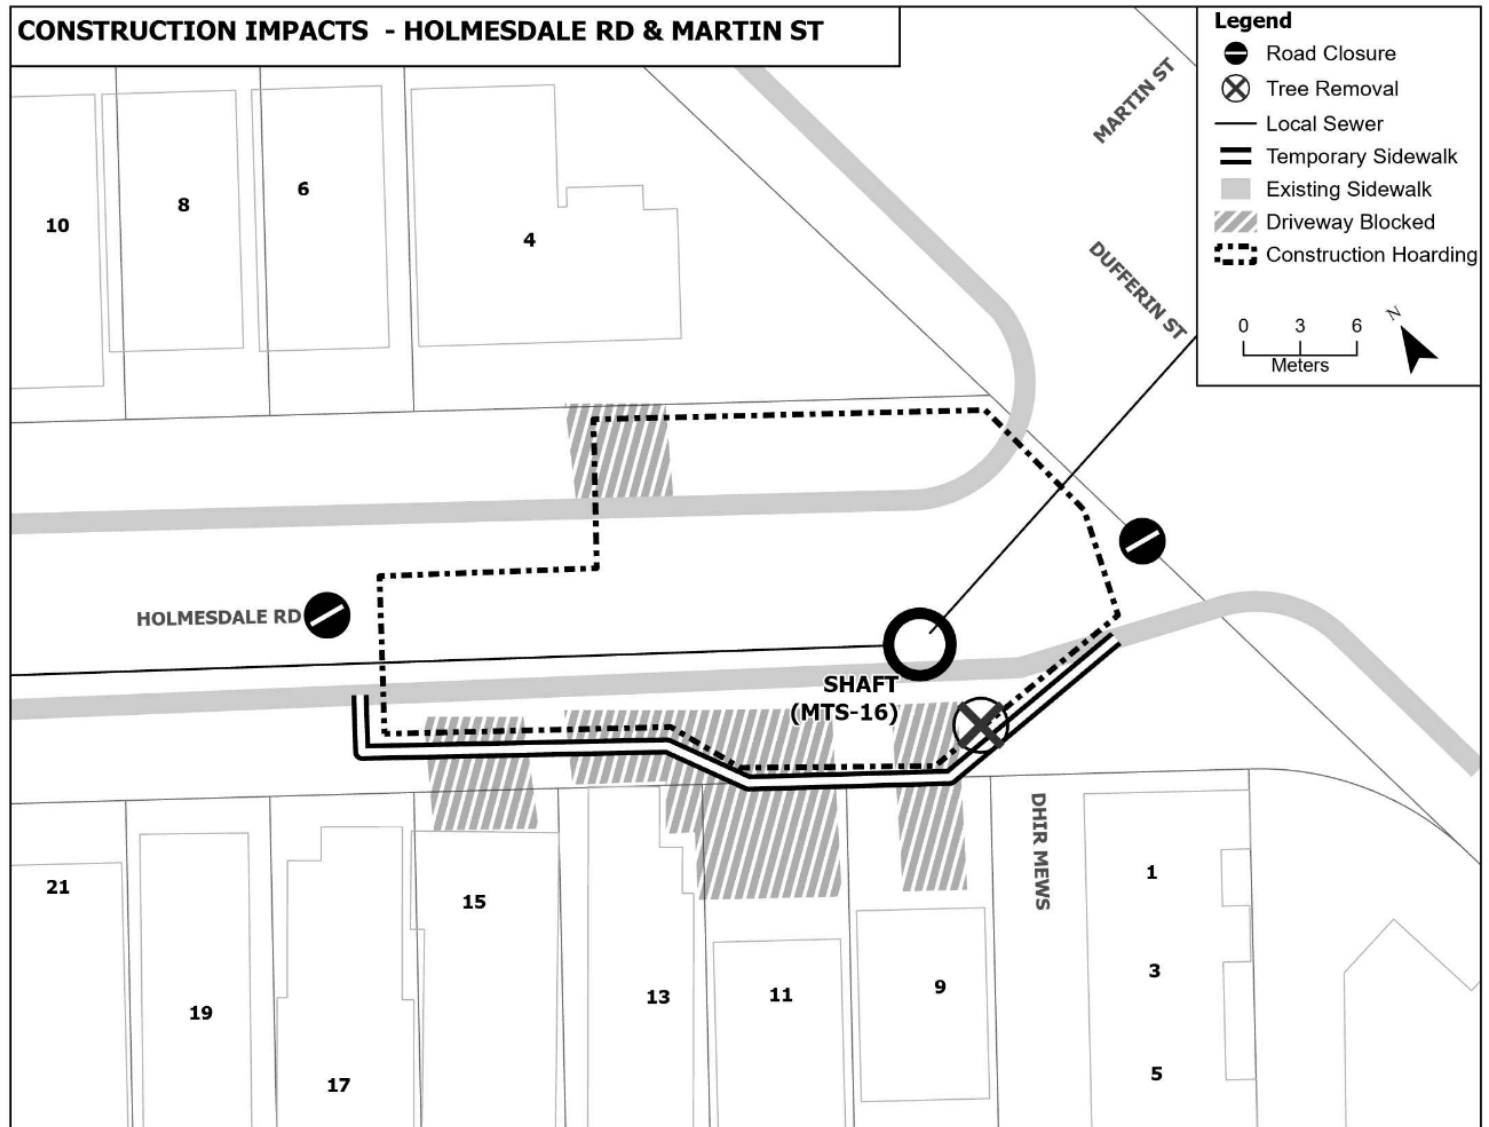 CONSTRUCTION IMPACTS - HOLMESDALE RD & MARTIN ST
Legend
Road Closure
Tree Removal
Local Sewer
Temporary Sidewalk
Existing Sidewalk
Driveway Blocked
Construction Hoarding
N
0 3 6
Meters
MARTIN ST
DUFFERIN ST
10
8
6
4
HOLMESDALE RD
SHAFT
(MTS-16)
DHIR MEWS
21
19
17
15
13
11
9
1
3
5